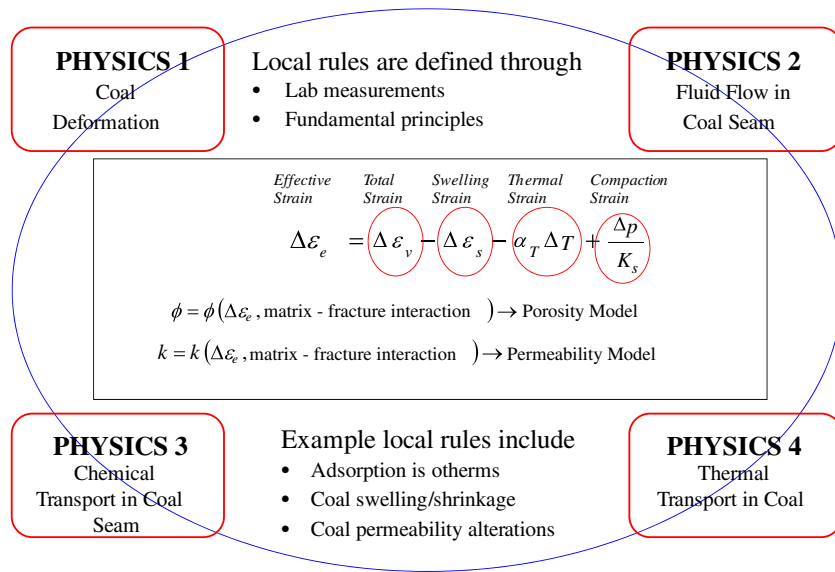 PHYSICS 1
Coal
Deformation
Local rules are defined through
• Lab measurements
• Fundamental principles
PHYSICS 2
Fluid Flow in
Coal Seam
Effective Strain
Total Strain
Swelling Strain
Thermal Strain
Compaction Strain
Δε_e = Δε_v − Δε_s − α_T ΔT + Δp/K_s
ϕ = ϕ(Δε_e, matrix - fracture interaction ) → Porosity Model
k = k(Δε_e, matrix - fracture interaction ) → Permeability Model
PHYSICS 3
Chemical
Transport in Coal
Seam
Example local rules include
• Adsorption is otherms
• Coal swelling/shrinkage
• Coal permeability alterations
PHYSICS 4
Thermal
Transport in Coal